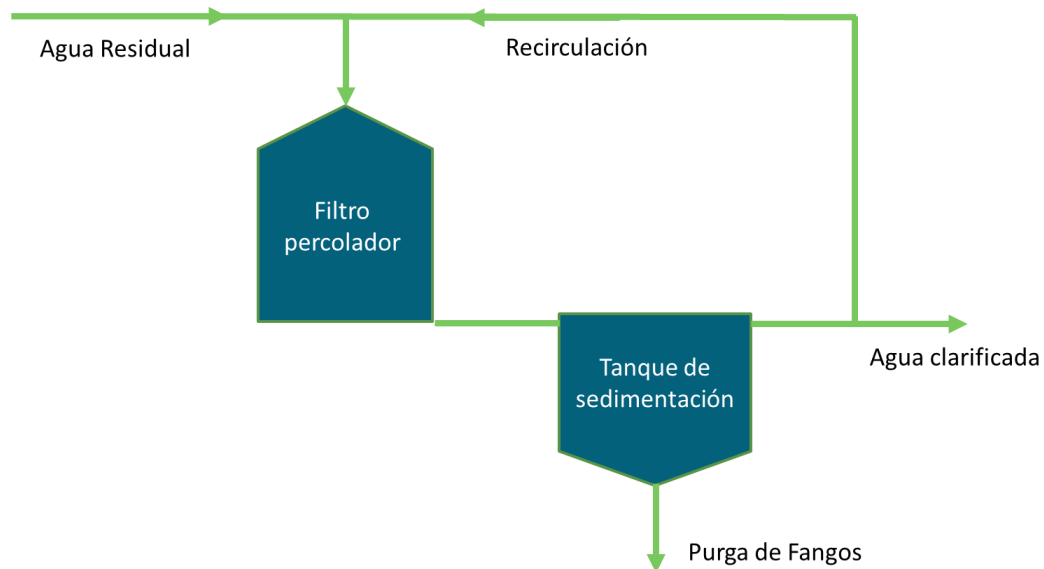 Agua Residual
Recirculación
Filtro
percolador
Tanque de
sedimentación
Agua clarificada
Purga de Fangos